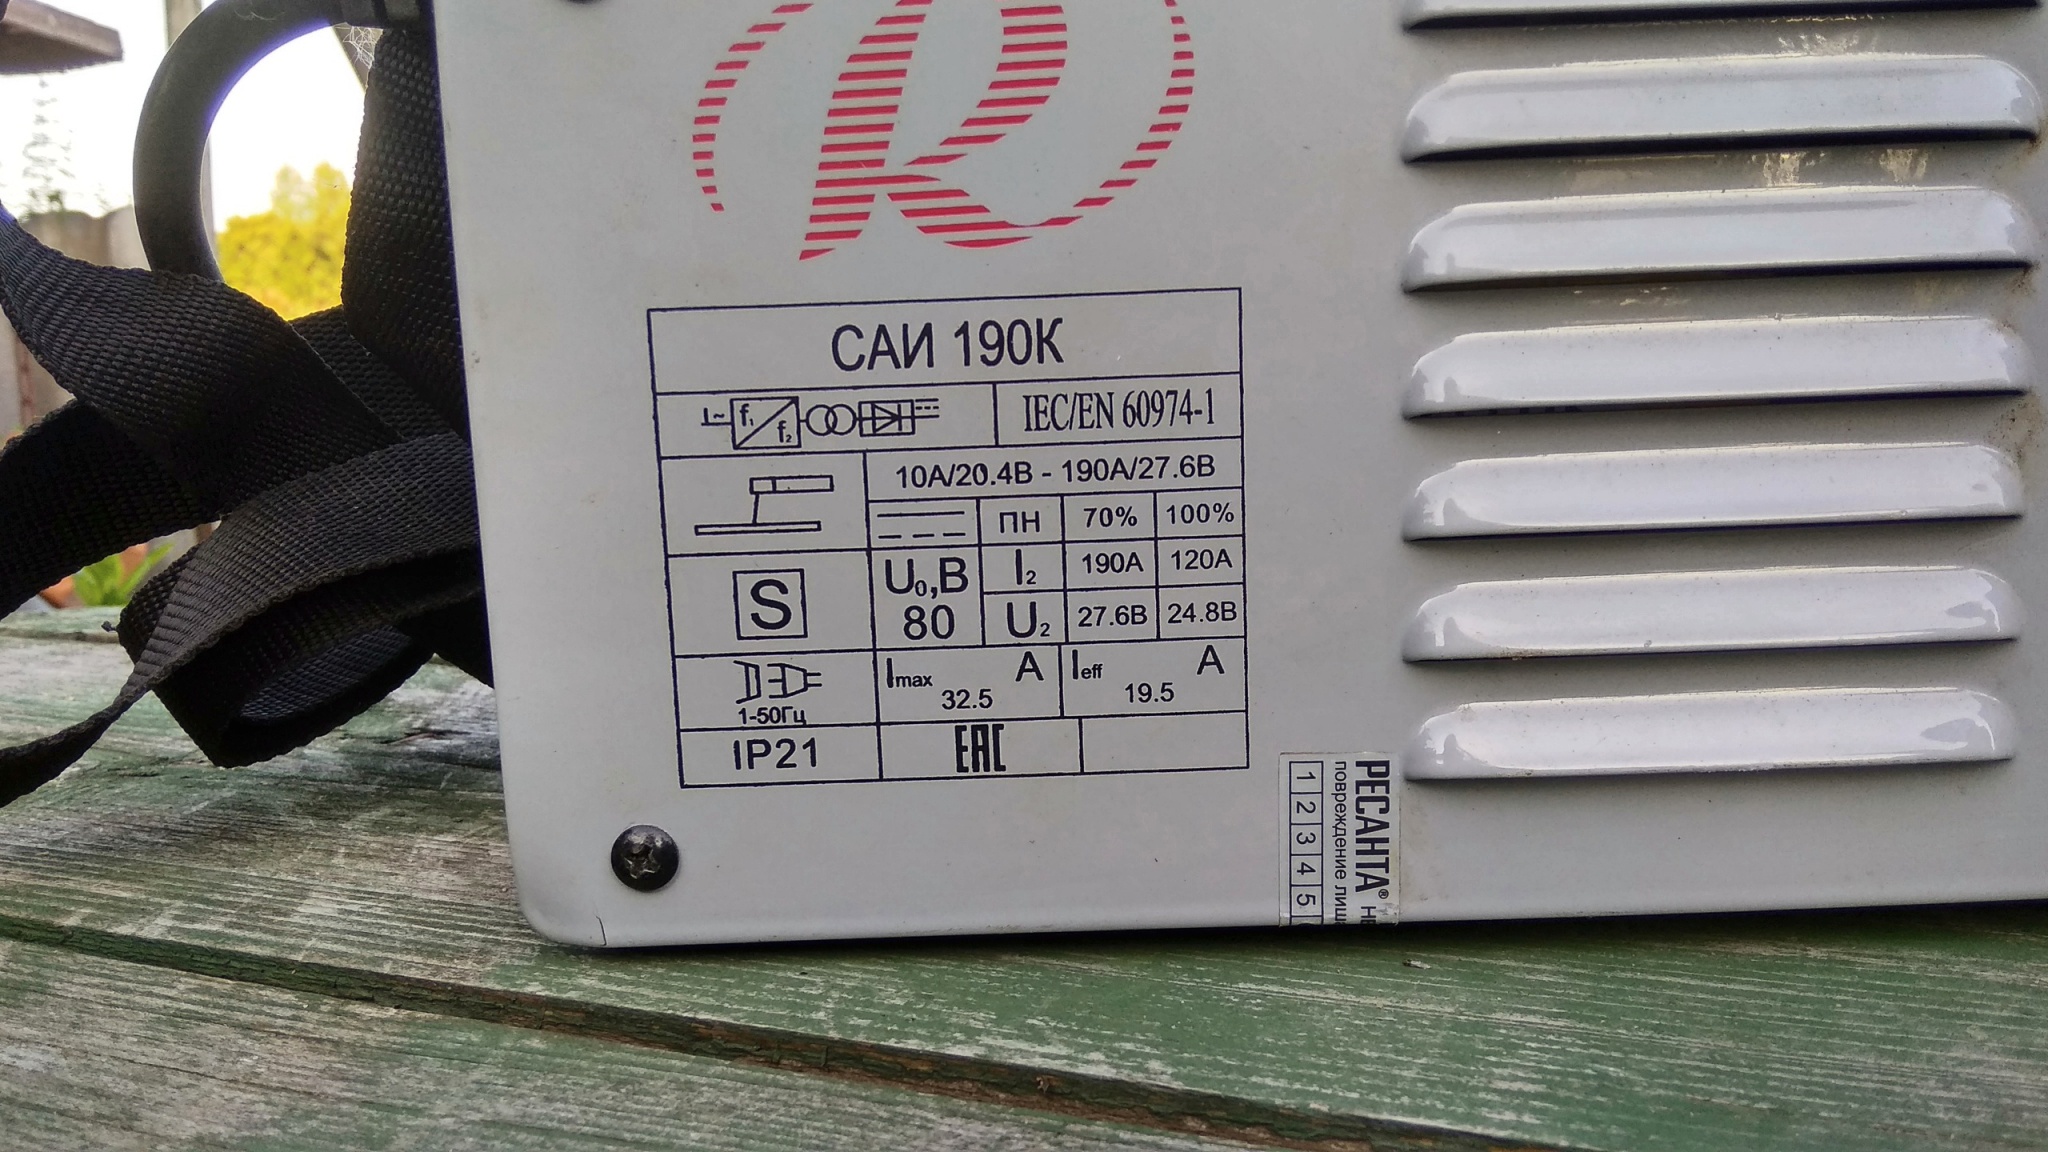 САИ 190К
f₁
f₂
IEC/EN 60974-1
10А/20.4В - 190А/27.6В
ПН 70% 100%
I₂ 190А 120А
U₀,В
80
U₂ 27.6В 24.8В
S
1-50Гц
Imax А
32.5
Ieff А
19.5
IP21
EAC
РЕСАНТА®
повреждение
1 2 3 4 5